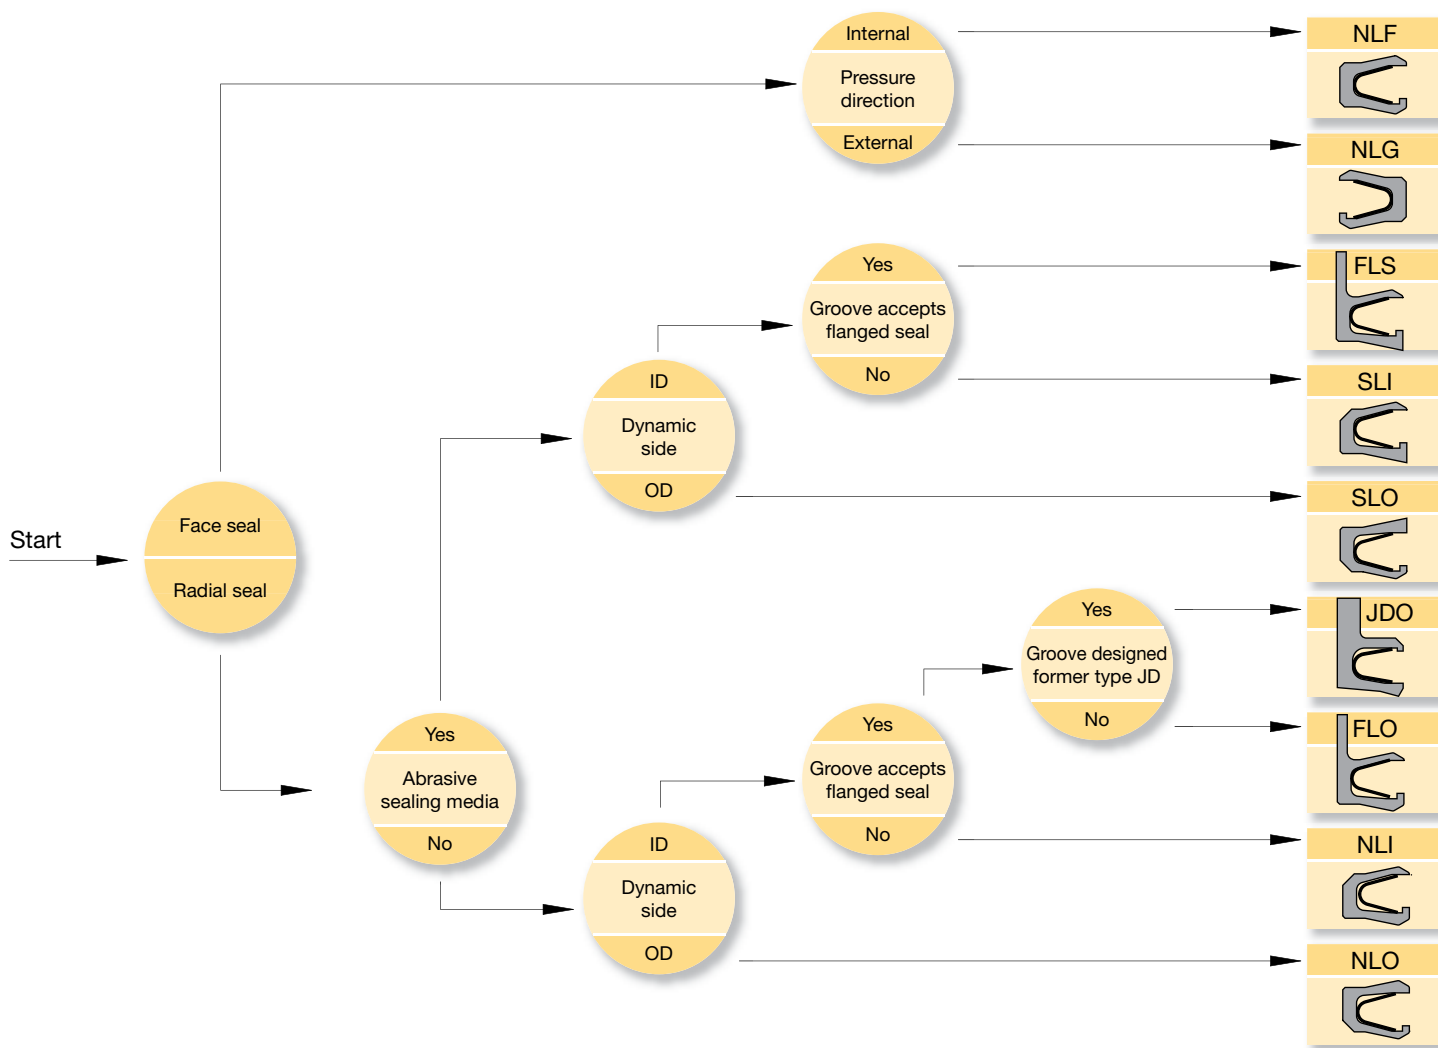 Internal
Pressure
direction
External
NLF
NLG
Yes
Groove accepts
flanged seal
No
FLS
SLI
ID
Dynamic
side
OD
SLO
Start
Face seal
Radial seal
Yes
Groove designed
former type JD
No
JDO
FLO
Yes
Abrasive
sealing media
No
Yes
Groove accepts
flanged seal
No
NLI
ID
Dynamic
side
OD
NLO